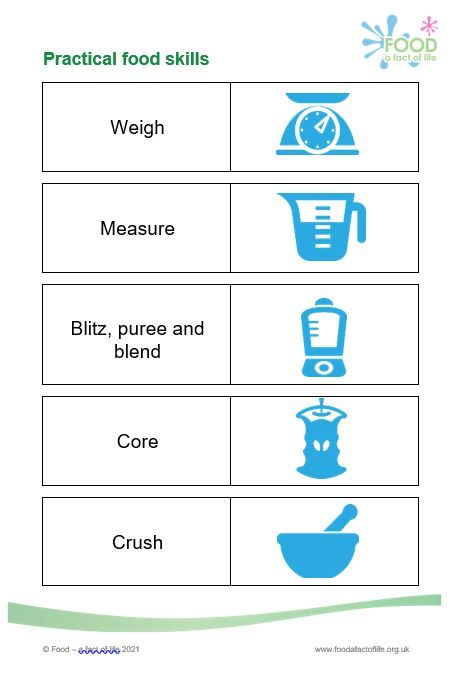 FOOD
a fact of life
Practical food skills
Weigh
Measure
Blitz, puree and
blend
Core
Crush
© Food – a fact of life 2021
www.foodafactoflife.org.uk